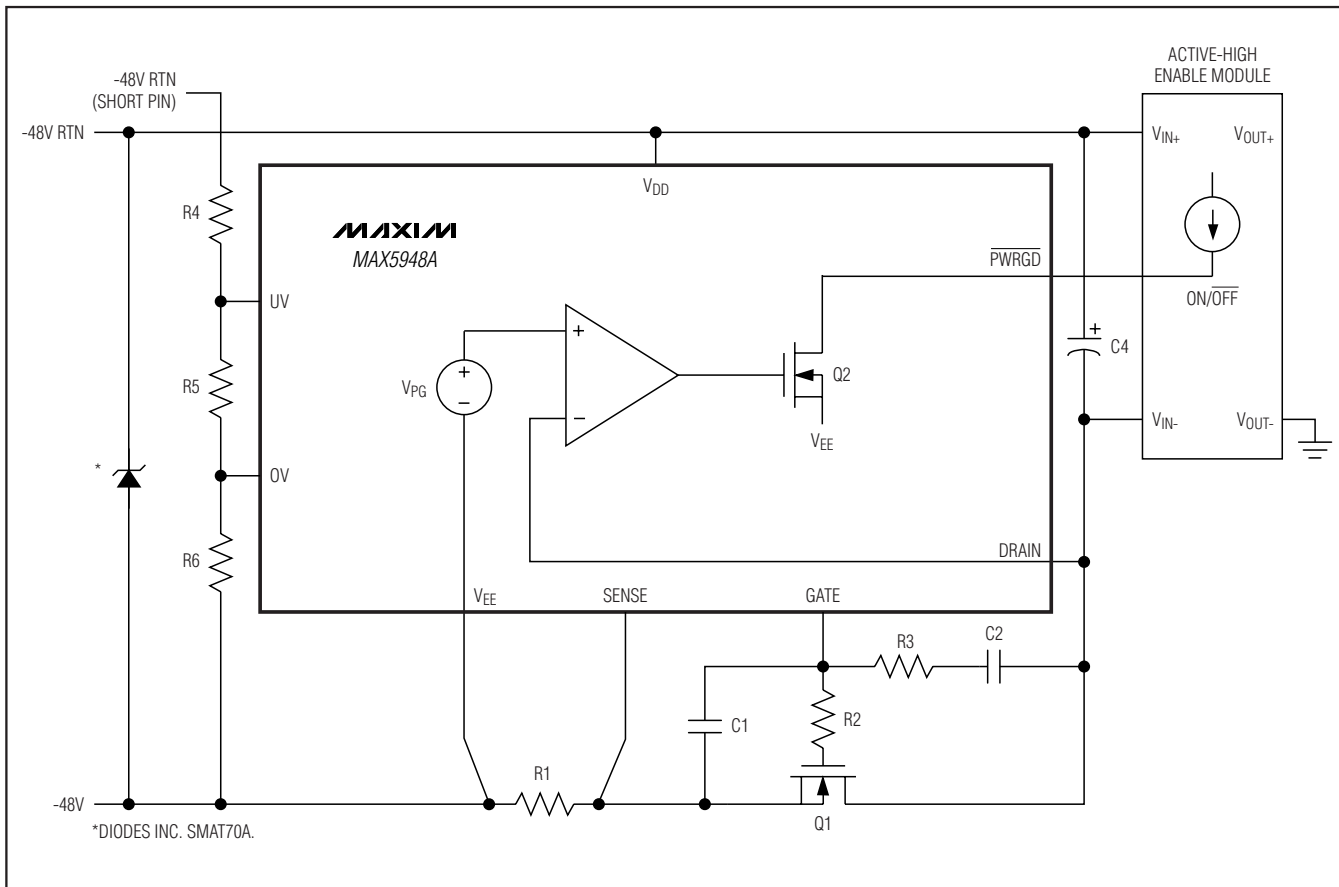 ACTIVE-HIGH
ENABLE MODULE
-48V RTN
(SHORT PIN)
-48V RTN
VIN+
VOUT+
VDD
R4
MAXIM
MAX5948A
PWRGD
ON/OFF
UV
+
C4
+
Q2
R5
VPG
+
−
−
VEE
VIN-
VOUT-
*
OV
R6
DRAIN
VEE
SENSE
GATE
R3
C2
C1
R2
R1
-48V
Q1
*DIODES INC. SMAT70A.